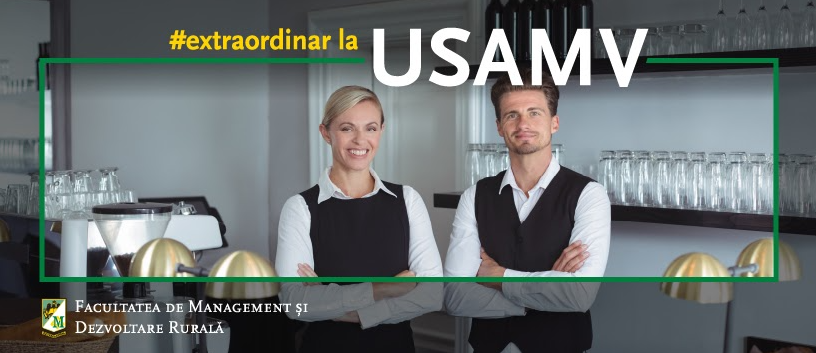 #extraordinar la USAMV
Facultatea de Management și
Dezvoltare Rurală